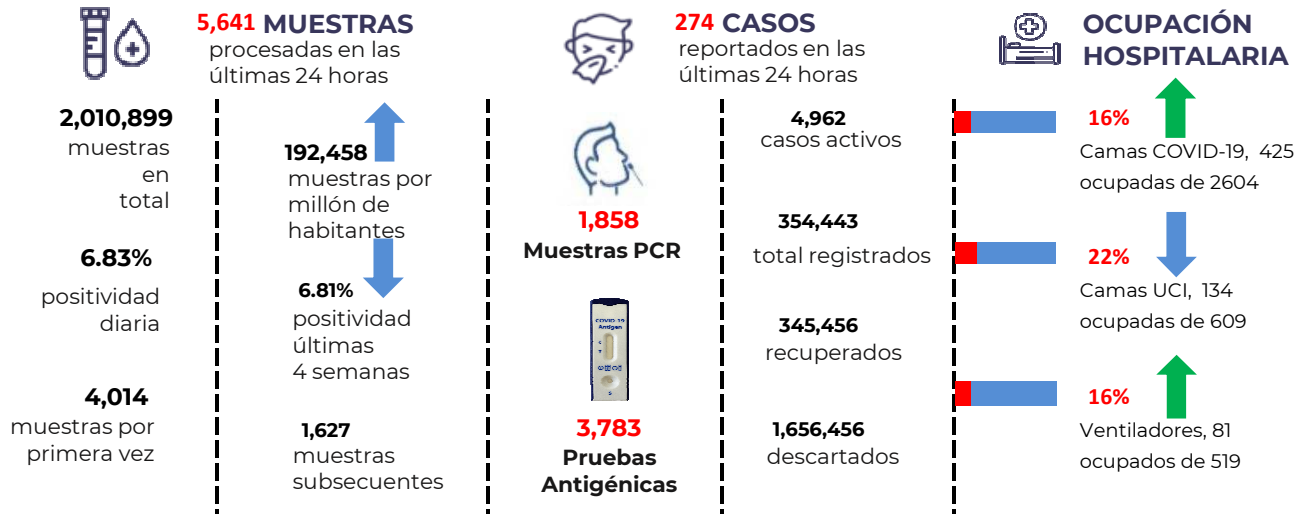 5,641 MUESTRAS
procesadas en las
últimas 24 horas
2,010,899
muestras
en
total
6.83%
positividad
diaria
4,014
muestras por
primera vez
192,458
muestras por
millón de
habitantes
6.81%
positividad
últimas
4 semanas
1,627
muestras
subsecuentes
274 CASOS
reportados en las
últimas 24 horas
1,858
Muestras PCR
COVID-19
Antigen
C
T
S
3,783
Pruebas
Antigénicas
4,962
casos activos
354,443
total registrados
345,456
recuperados
1,656,456
descartados
OCUPACIÓN
HOSPITALARIA
16%
Camas COVID-19, 425
ocupadas de 2604
22%
Camas UCI, 134
ocupadas de 609
16%
Ventiladores, 81
ocupados de 519